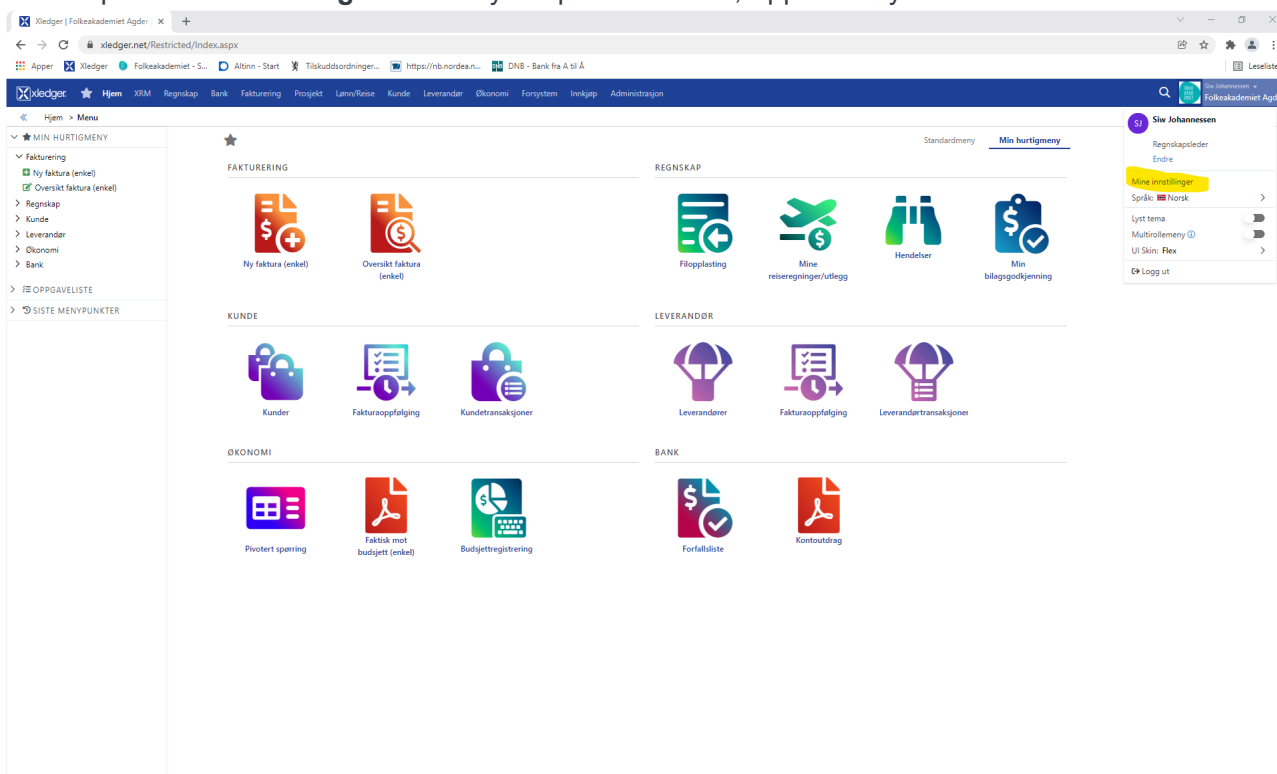 Xledger | Folkeakademiet Agder |
xledger.net/Restricted/Index.aspx
Apper Xledger Folkeakademiet - S... Altinn - Start Tilskuddsordninger... https://nb.nordea.n... DNB - Bank fra A til Å Leseliste
xledger Hjem XRM Regnskap Bank Fakturering Prosjekt Lønn/Reise Kunde Leverandør Økonomi Forsystem Innkjøp Administrasjon
Siw Johannessen
Folkeakademiet Agd
Hjem > Menu
MIN HURTIGMENY
Fakturering
Ny faktura (enkel)
Oversikt faktura (enkel)
Regnskap
Kunde
Leverandør
Økonomi
Bank
OPPGAVELISTE
SISTE MENYPUNKTER
Standardmeny Min hurtigmeny
FAKTURERING
Ny faktura (enkel)
Oversikt faktura
(enkel)
REGNSKAP
Filopplasting
Mine
reiseregninger/utlegg
Hendelser
Min
bilagsgodkjenning
KUNDE
Kunder
Fakturaoppfølging
Kundetransaksjoner
LEVERANDØR
Leverandører
Fakturaoppfølging
Leverandørtransaksjoner
ØKONOMI
Pivotert spørring
Faktisk mot
budsjett (enkel)
Budsjettregistrering
BANK
Forfallsliste
Kontoutdrag
SJ Siw Johannessen
Regnskapsleder
Endre
Mine innstillinger
Språk: Norsk
Lyst tema
Multirollemeny
UI Skin: Flex
Logg ut